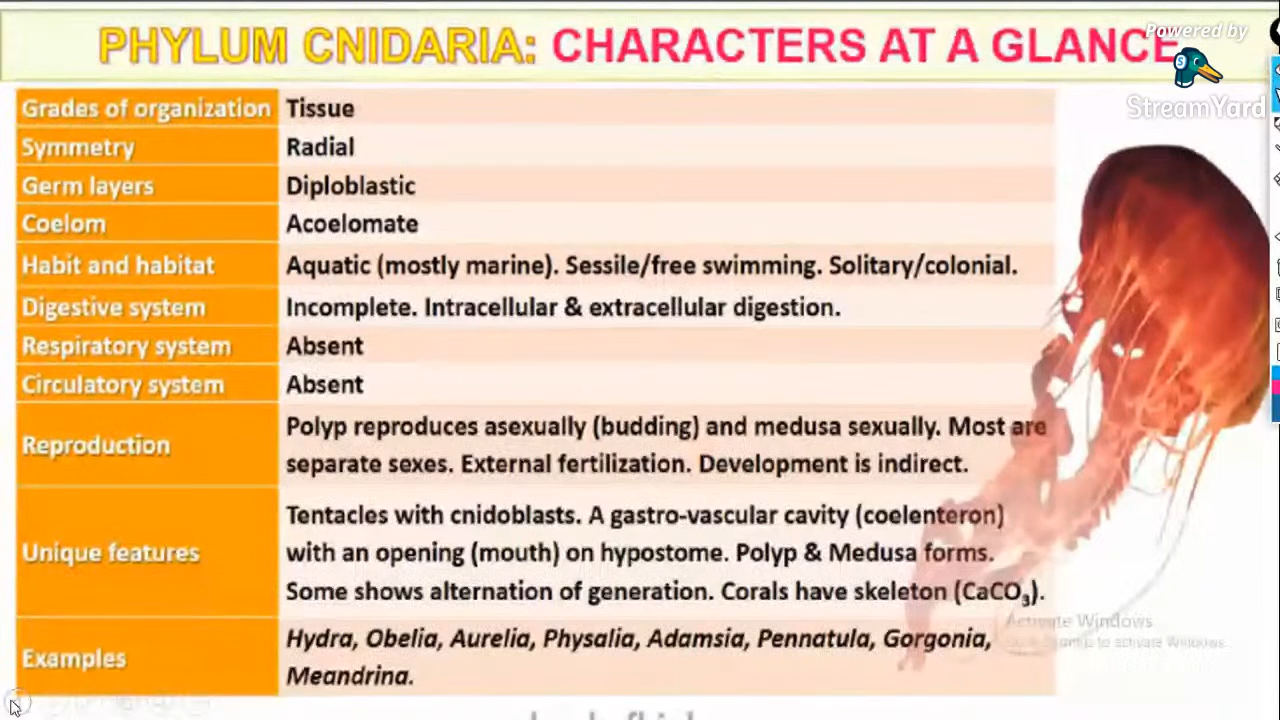 PHYLUM CNIDARIA: CHARACTERS AT A GLANCE
Powered by
StreamYard
Grades of organization Tissue
Symmetry Radial
Germ layers Diploblastic
Coelom Acoelomate
Habit and habitat Aquatic (mostly marine). Sessile/free swimming. Solitary/colonial.
Digestive system Incomplete. Intracellular & extracellular digestion.
Respiratory system Absent
Circulatory system Absent
Reproduction Polyp reproduces asexually (budding) and medusa sexually. Most are
separate sexes. External fertilization. Development is indirect.
Unique features Tentacles with cnidoblasts. A gastro-vascular cavity (coelenteron)
with an opening (mouth) on hypostome. Polyp & Medusa forms.
Some shows alternation of generation. Corals have skeleton (CaCO₃).
Examples Hydra, Obelia, Aurelia, Physalia, Adamsia, Pennatula, Gorgonia,
Meandrina.
Activate Windows
to activate Windows.